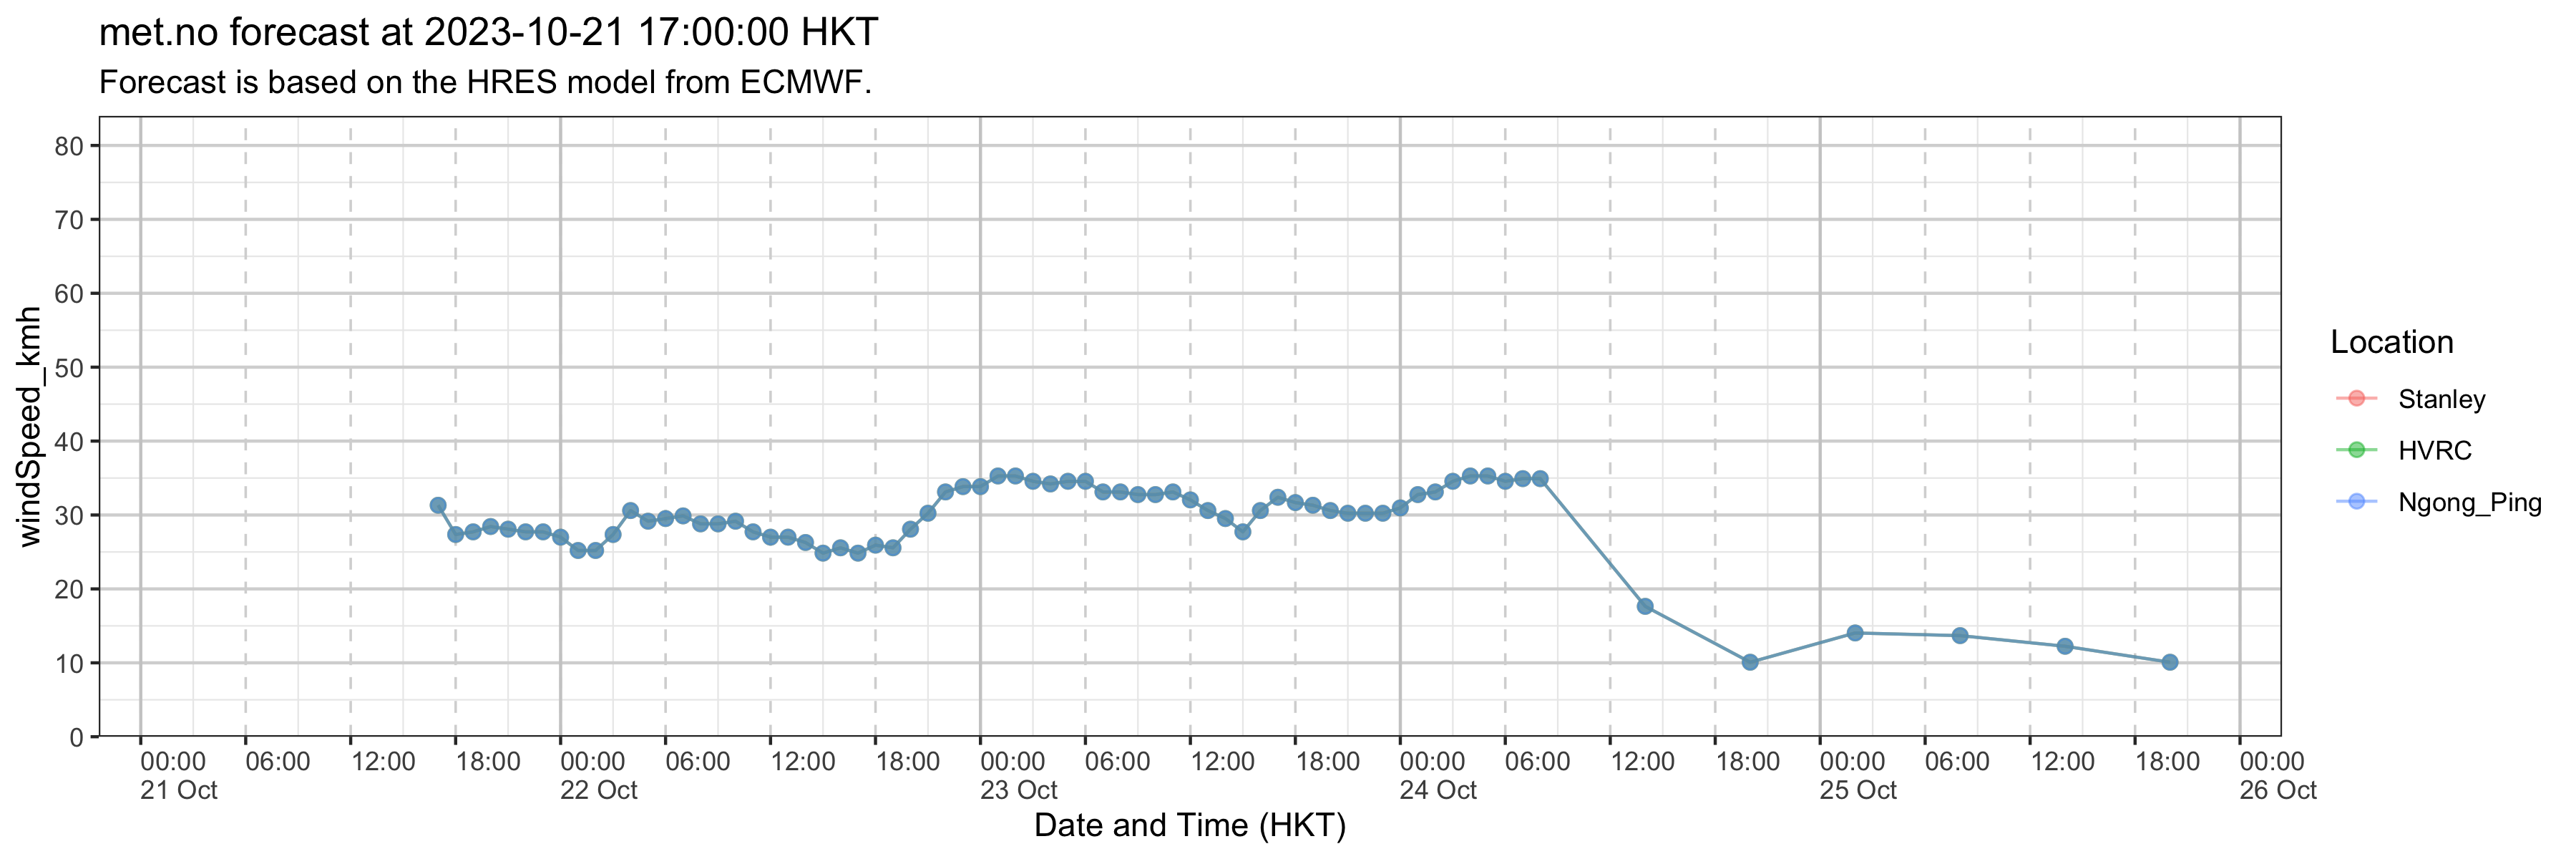 met.no forecast at 2023-10-21 17:00:00 HKT
Forecast is based on the HRES model from ECMWF.
windSpeed_kmh
80
70
60
50
40
30
20
10
0
00:00 06:00 12:00 18:00 00:00 06:00 12:00 18:00 00:00 06:00 12:00 18:00 00:00 06:00 12:00 18:00 00:00 06:00 12:00 18:00 00:00
21 Oct 22 Oct 23 Oct 24 Oct 25 Oct 26 Oct
Date and Time (HKT)
Location
Stanley
HVRC
Ngong_Ping